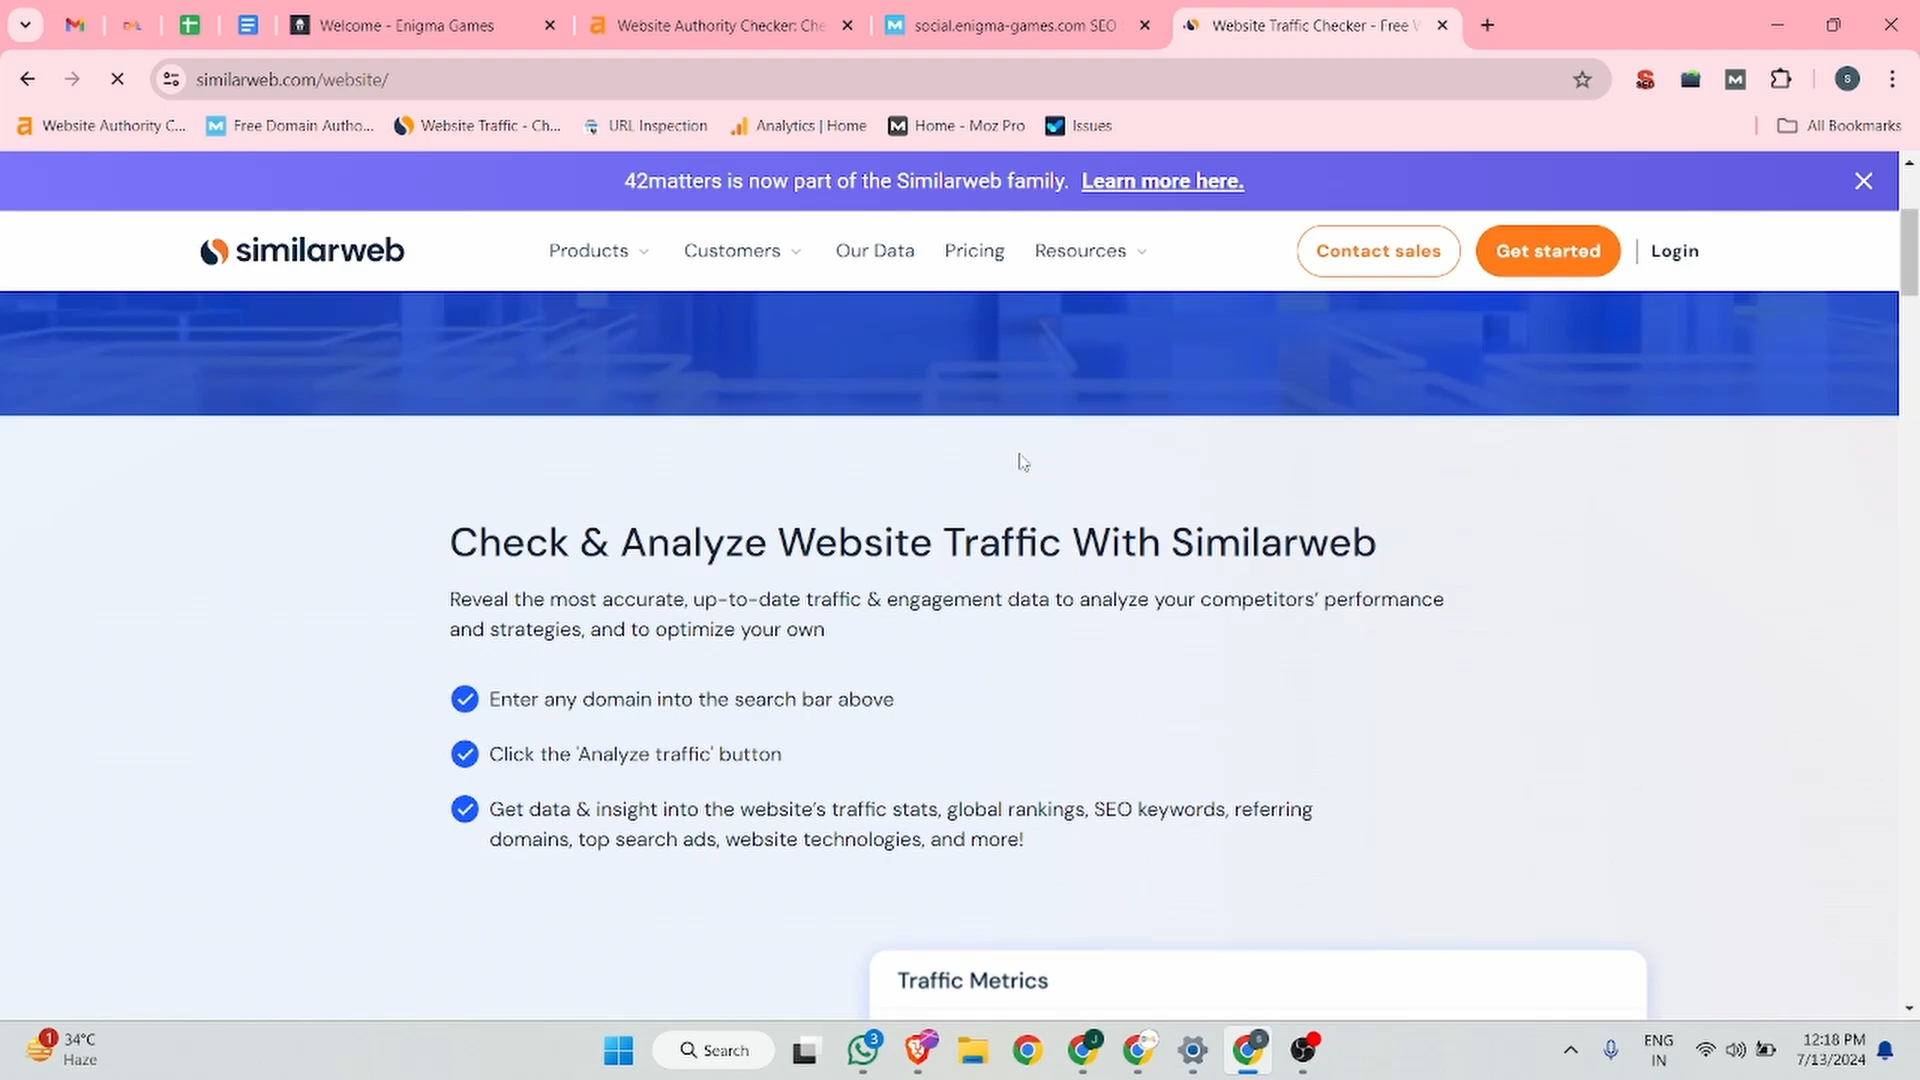 Welcome - Enigma Games
Website Authority Checker: Che
social.enigma-games.com SEO
Website Traffic Checker - Free V
similarweb.com/website/
S
Website Authority C...
Free Domain Autho...
Website Traffic - Ch...
URL Inspection
Analytics | Home
Home - Moz Pro
Issues
All Bookmarks
42matters is now part of the Similarweb family. Learn more here.
similarweb
Products
Customers
Our Data
Pricing
Resources
Contact sales
Get started
Login
Check & Analyze Website Traffic With Similarweb
Reveal the most accurate, up-to-date traffic & engagement data to analyze your competitors' performance
and strategies, and to optimize your own
Enter any domain into the search bar above
Click the 'Analyze traffic' button
Get data & insight into the website's traffic stats, global rankings, SEO keywords, referring
domains, top search ads, website technologies, and more!
Traffic Metrics
1
34°C
Haze
Search
3
J
ENG
IN
12:18 PM
7/13/2024